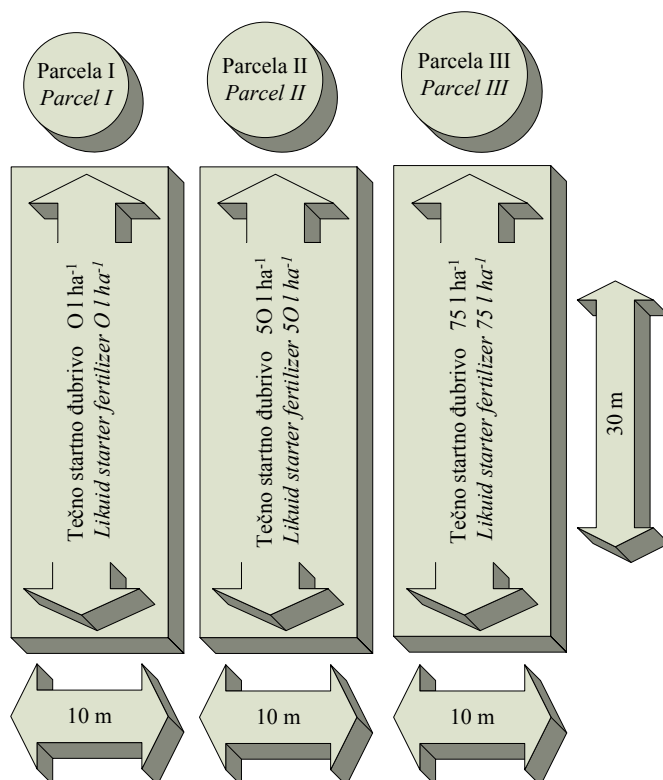 Parcela I
Parcel I
Parcela II
Parcel II
Parcela III
Parcel III
Tečno startno đubrivo O l ha⁻¹
Likuid starter fertilizer O l ha⁻¹
Tečno startno đubrivo 5O l ha⁻¹
Likuid starter fertilizer 5O l ha⁻¹
Tečno startno đubrivo 75 l ha⁻¹
Likuid starter fertilizer 75 l ha⁻¹
30 m
10 m
10 m
10 m